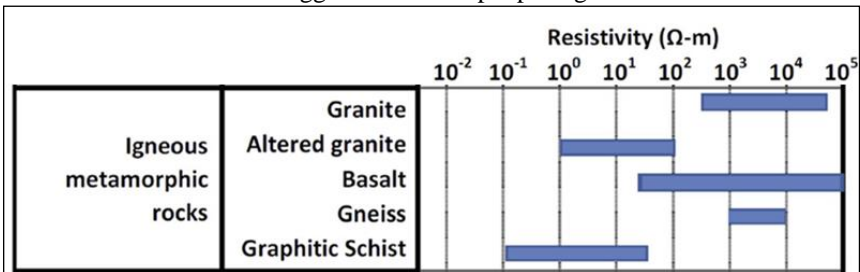 Resistivity (Ω-m)
10⁻² 10⁻¹ 10⁰ 10¹ 10² 10³ 10⁴ 10⁵
Igneous
metamorphic
rocks
Granite
Altered granite
Basalt
Gneiss
Graphitic Schist